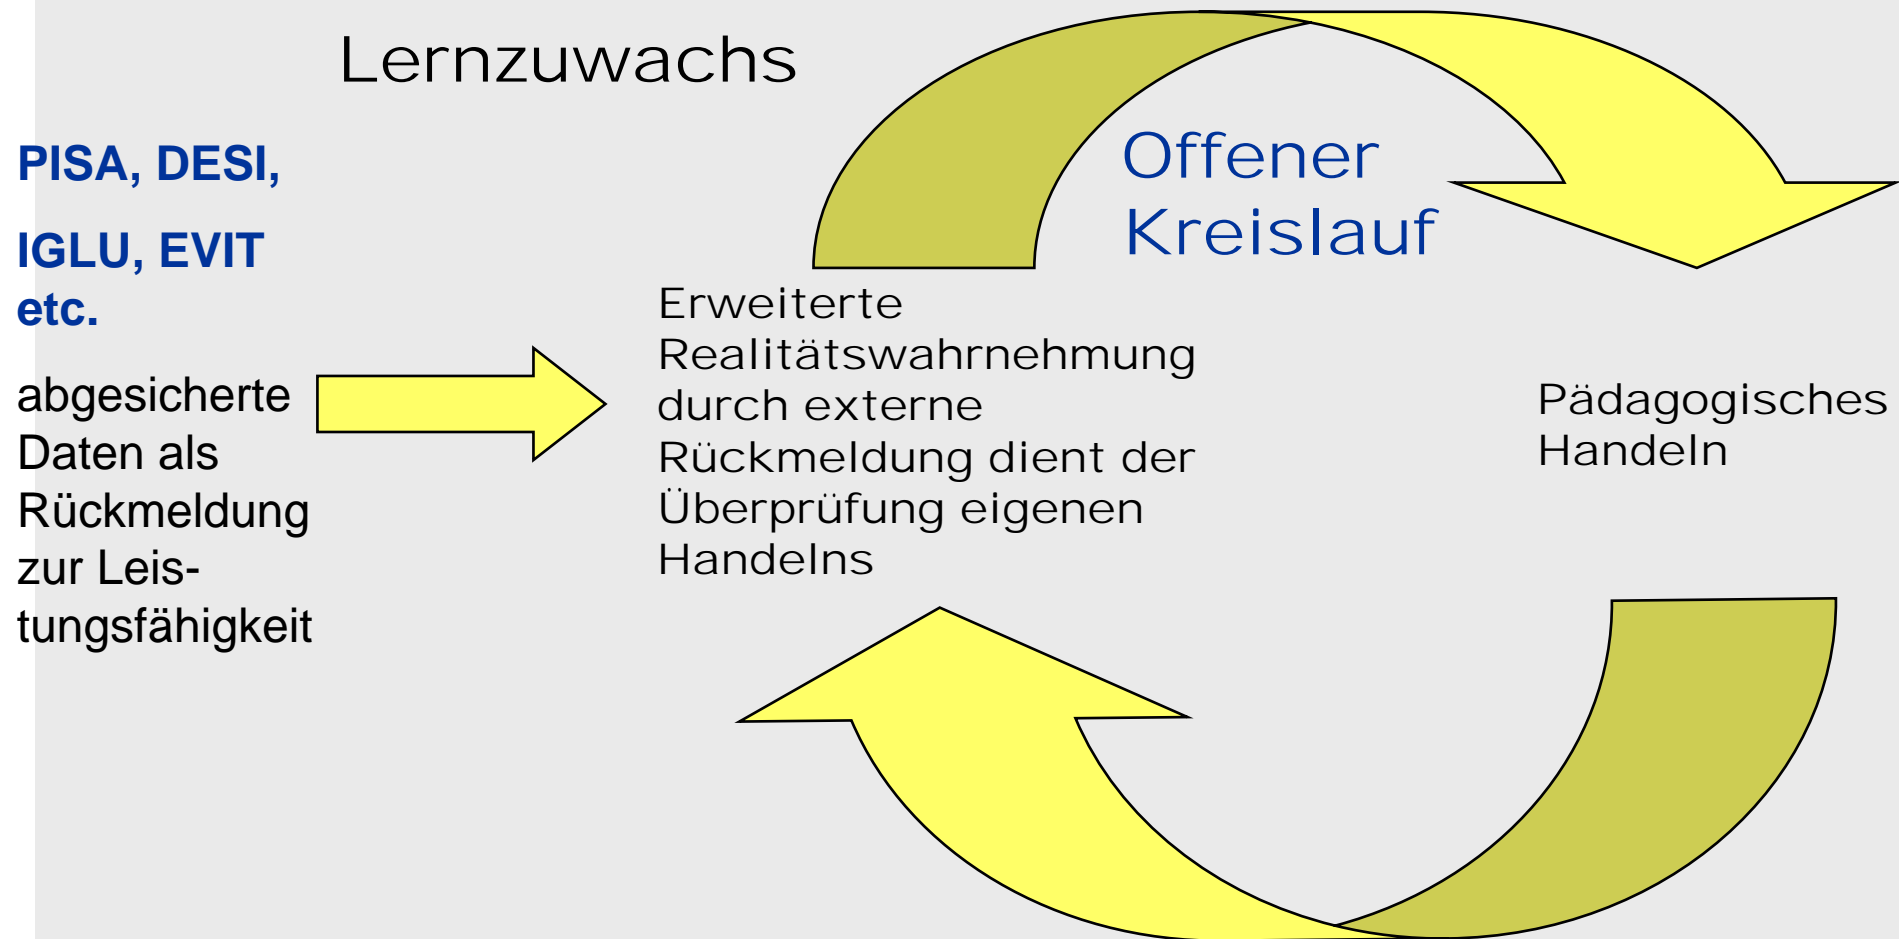 Lernzuwachs
PISA, DESI,
IGLU, EVIT
etc.
abgesicherte
Daten als
Rückmeldung
zur Leis-
tungsfähigkeit
Offener
Kreislauf
Erweiterte
Realitätswahrnehmung
durch externe
Rückmeldung dient der
Überprüfung eigenen
Handelns
Pädagogisches
Handeln